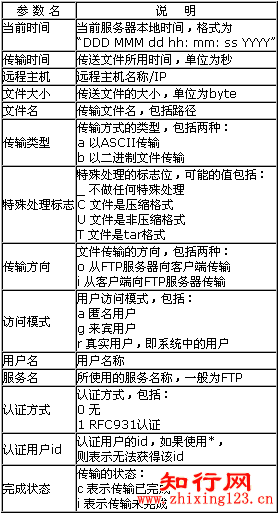 参数名 说明
当前时间 当前服务器本地时间，格式为
“DDD MMM dd hh: mm: ss YYYY”
传输时间 传送文件所用时间，单位为秒
远程主机 远程主机名称/IP
文件大小 传送文件的大小，单位为byte
文件名 传输文件名，包括路径
传输类型 传输方式的类型，包括两种：
a 以ASCII传输
b 以二进制文件传输
特殊处理标志 特殊处理的标志位，可能的值包括：
_ 不做任何特殊处理
C 文件是压缩格式
U 文件是非压缩格式
T 文件是tar格式
传输方向 文件传输的方向，包括两种：
o 从FTP服务器向客户端传输
i 从客户端向FTP服务器传输
访问模式 用户访问模式，包括：
a 匿名用户
g 来宾用户
r 真实用户，即系统中的用户
用户名 用户名称
服务名 所使用的服务名称，一般为FTP
认证方式 认证方式，包括：
0 无
1 RFC931认证
认证用户id 认证用户的id，如果使用*，
则表示无法获得该id
完成状态 传输的状态：
c 表示传输已完成
i 表示传输未完成
知行网
www.zhixing123.cn